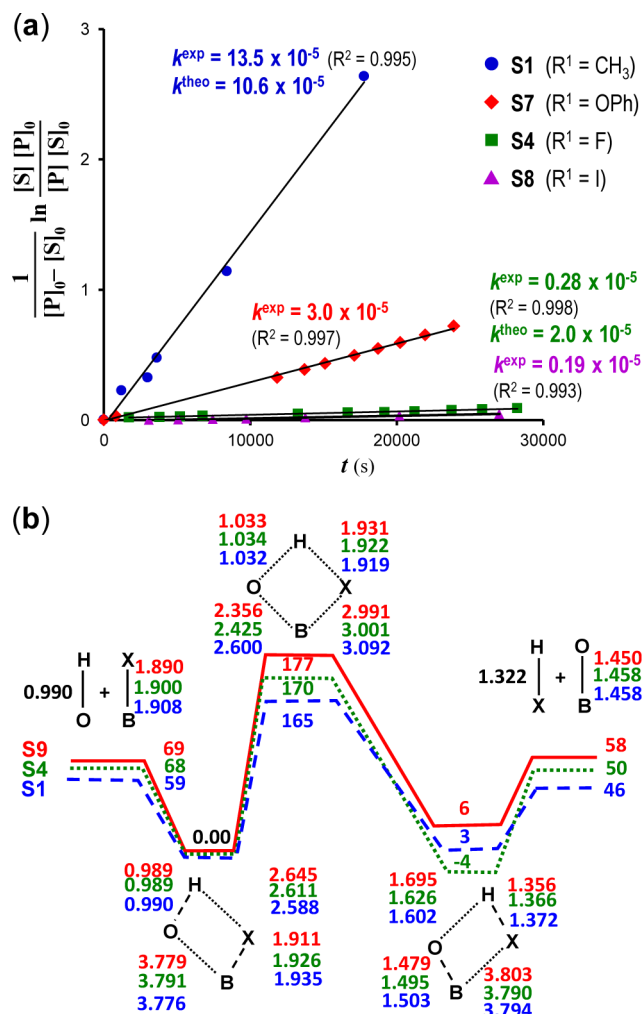 (a)
3
2
1
0
0
10000
20000
30000
t (s)
1
[P]₀– [S]₀
ln
[S] [P]₀
[P] [S]₀
kᵉˣᵖ = 13.5 x 10⁻⁵ (R² = 0.995)
kᵗʰᵉᵒ = 10.6 x 10⁻⁵
S1 (R¹ = CH₃)
S7 (R¹ = OPh)
S4 (R¹ = F)
S8 (R¹ = I)
kᵉˣᵖ = 3.0 x 10⁻⁵
(R² = 0.997)
kᵉˣᵖ = 0.28 x 10⁻⁵
(R² = 0.998)
kᵗʰᵉᵒ = 2.0 x 10⁻⁵
kᵉˣᵖ = 0.19 x 10⁻⁵
(R² = 0.993)
(b)
1.033
1.034
1.032
H
1.931
1.922
1.919
O
X
2.356
2.425
2.600
B
2.991
3.001
3.092
H
0.990
O
+
X
B
1.890
1.900
1.908
H
1.322
X
+
O
B
1.450
1.458
1.458
S9
S4
S1
69
68
59
0.00
177
170
165
6
3
-4
58
50
46
0.989
0.989
0.990
H
2.645
2.611
2.588
O
X
1.911
1.926
1.935
3.779
3.791
3.776
B
1.695
1.626
1.602
H
1.356
1.366
1.372
O
X
1.479
1.495
1.503
B
3.803
3.790
3.794